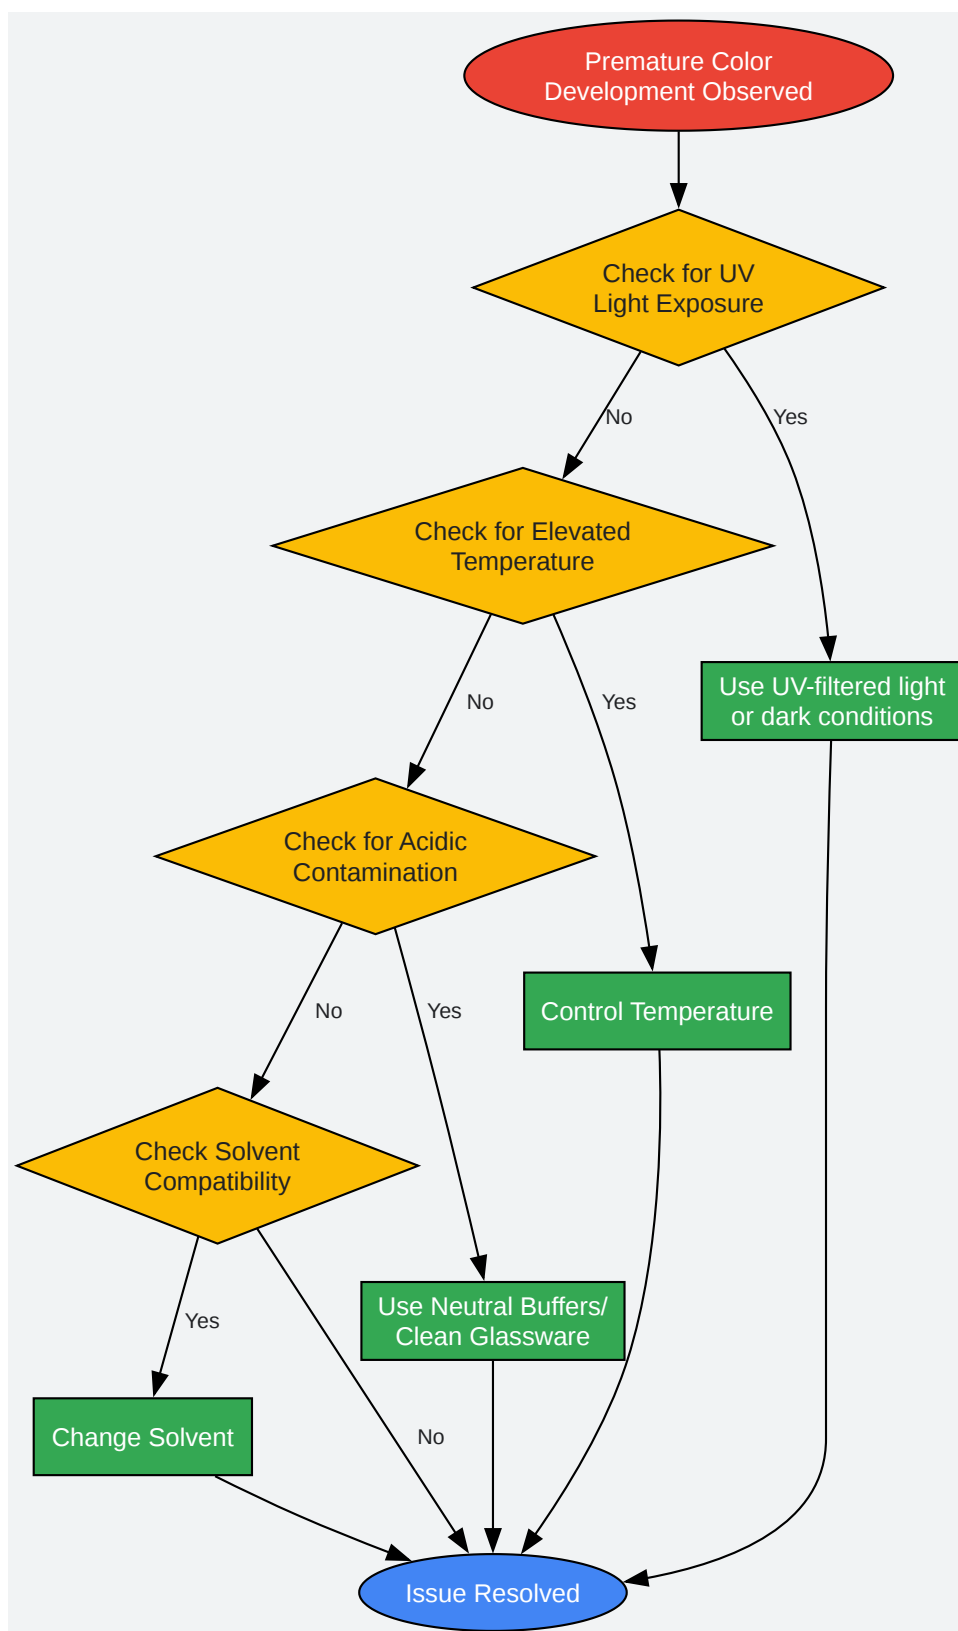 Premature Color
Development Observed
Check for UV
Light Exposure
No
Yes
Check for Elevated
Temperature
Use UV-filtered light
or dark conditions
No
Yes
Check for Acidic
Contamination
Control Temperature
No
Yes
Check Solvent
Compatibility
Use Neutral Buffers/
Clean Glassware
Yes
Change Solvent
No
Issue Resolved